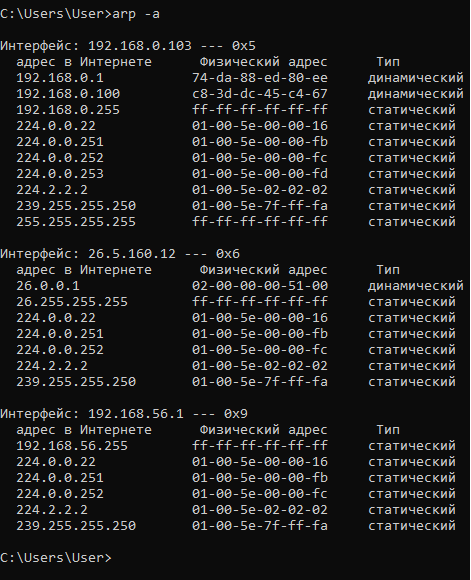 C:\Users\User>arp -a
Интерфейс: 192.168.0.103 --- 0x5
адрес в Интернете Физический адрес Тип
192.168.0.1 74-da-88-ed-80-ee динамический
192.168.0.100 c8-3d-dc-45-c4-67 динамический
192.168.0.255 ff-ff-ff-ff-ff-ff статический
224.0.0.22 01-00-5e-00-00-16 статический
224.0.0.251 01-00-5e-00-00-fb статический
224.0.0.252 01-00-5e-00-00-fc статический
224.0.0.253 01-00-5e-00-00-fd статический
224.2.2.2 01-00-5e-02-02-02 статический
239.255.255.250 01-00-5e-7f-ff-fa статический
255.255.255.255 ff-ff-ff-ff-ff-ff статический
Интерфейс: 26.5.160.12 --- 0x6
адрес в Интернете Физический адрес Тип
26.0.0.1 02-00-00-00-51-00 динамический
26.255.255.255 ff-ff-ff-ff-ff-ff статический
224.0.0.22 01-00-5e-00-00-16 статический
224.0.0.251 01-00-5e-00-00-fb статический
224.0.0.252 01-00-5e-00-00-fc статический
224.2.2.2 01-00-5e-02-02-02 статический
239.255.255.250 01-00-5e-7f-ff-fa статический
Интерфейс: 192.168.56.1 --- 0x9
адрес в Интернете Физический адрес Тип
192.168.56.255 ff-ff-ff-ff-ff-ff статический
224.0.0.22 01-00-5e-00-00-16 статический
224.0.0.251 01-00-5e-00-00-fb статический
224.0.0.252 01-00-5e-00-00-fc статический
224.2.2.2 01-00-5e-02-02-02 статический
239.255.255.250 01-00-5e-7f-ff-fa статический
C:\Users\User>